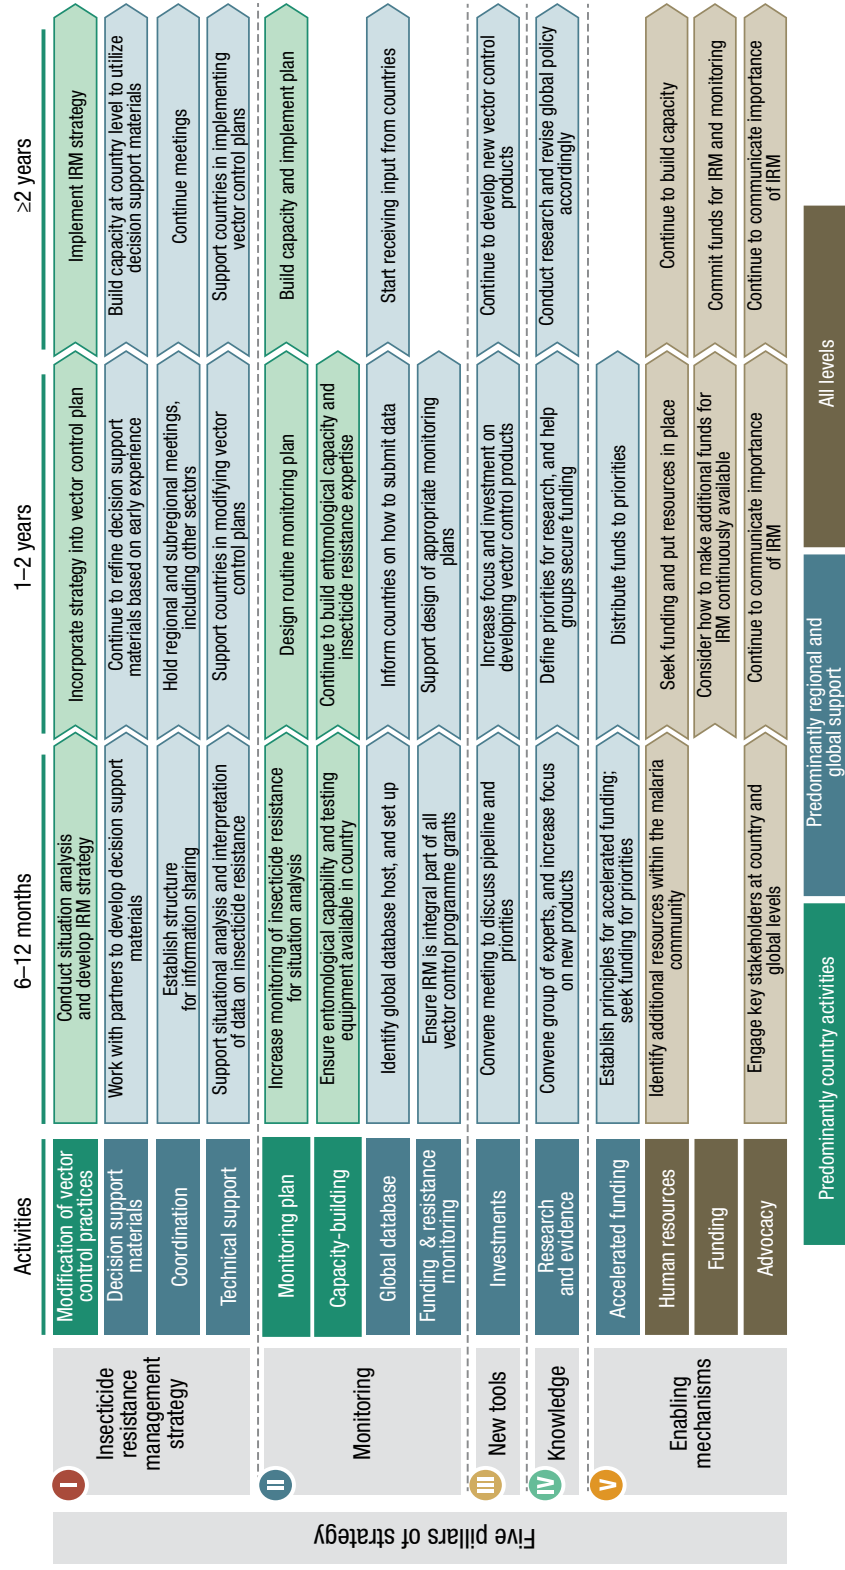 Activities
6–12 months
1–2 years
≥2 years
Five pillars of strategy
I
Insecticide
resistance
management
strategy
Modification of vector
control practices
Conduct situation analysis
and develop IRM strategy
Incorporate strategy into vector control plan
Implement IRM strategy
Decision support
materials
Work with partners to develop decision support
materials
Continue to refine decision support
materials based on early experience
Build capacity at country level to utilize
decision support materials
Coordination
Establish structure
for information sharing
Hold regional and subregional meetings,
including other sectors
Continue meetings
Technical support
Support situational analysis and interpretation
of data on insecticide resistance
Support countries in modifying vector
control plans
Support countries in implementing
vector control plans
II
Monitoring
Monitoring plan
Increase monitoring of insecticide resistance
for situation analysis
Design routine monitoring plan
Build capacity and implement plan
Capacity-building
Ensure entomological capability and testing
equipment available in country
Continue to build entomological capacity and
insecticide resistance expertise
Global database
Identify global database host, and set up
Inform countries on how to submit data
Start receiving input from countries
Funding & resistance
monitoring
Ensure IRM is integral part of all
vector control programme grants
Support design of appropriate monitoring
plans
III
New tools
Investments
Convene meeting to discuss pipeline and
priorities
Increase focus and investment on
developing vector control products
Continue to develop new vector control
products
IV
Knowledge
Research
and evidence
Convene group of experts, and increase focus
on new products
Define priorities for research, and help
groups secure funding
Conduct research and revise global policy
accordingly
V
Enabling
mechanisms
Accelerated funding
Establish principles for accelerated funding;
seek funding for priorities
Distribute funds to priorities
Human resources
Identify additional resources within the malaria
community
Seek funding and put resources in place
Continue to build capacity
Funding
Consider how to make additional funds for
IRM continuously available
Commit funds for IRM and monitoring
Advocacy
Engage key stakeholders at country and
global levels
Continue to communicate importance
of IRM
Continue to communicate importance
of IRM
Predominantly country activities
Predominantly regional and
global support
All levels